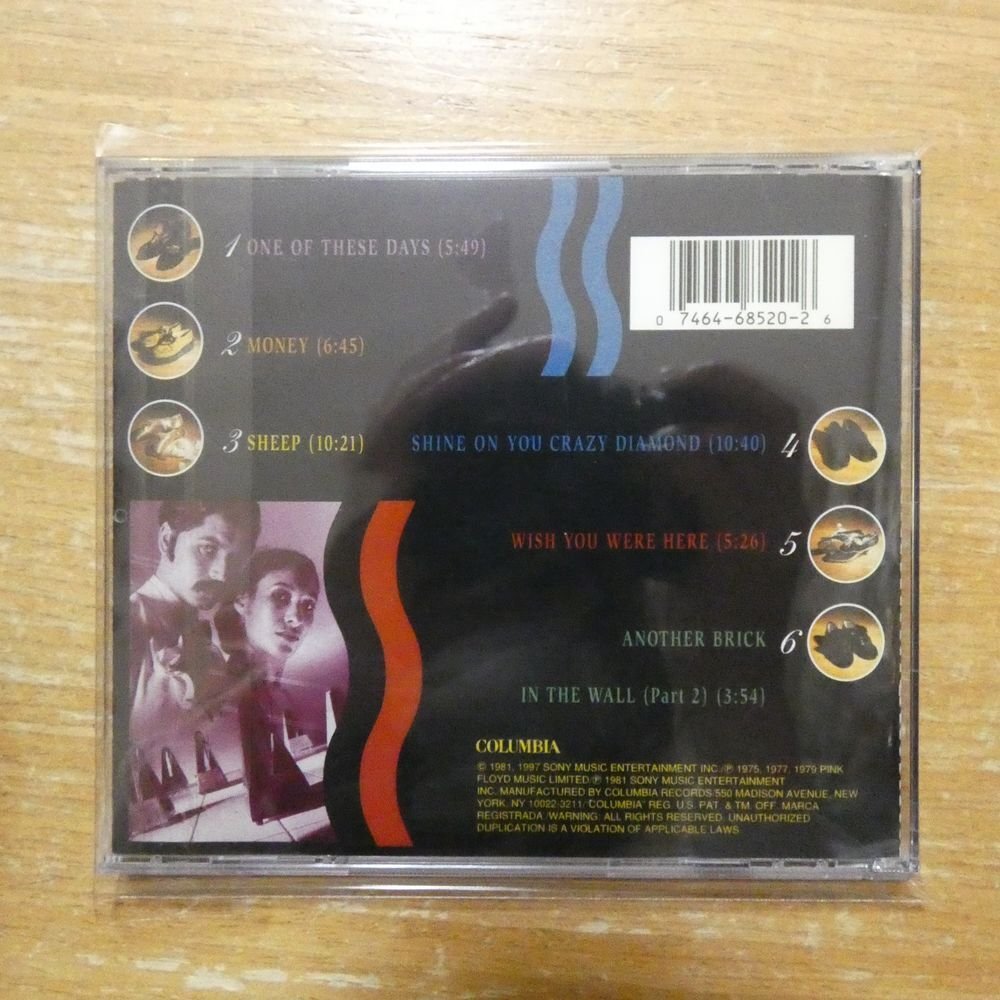 1 ONE OF THESE DAYS (5:49)
0 7464-68520-2 6
2 MONEY (6:45)
3 SHEEP (10:21)
SHINE ON YOU CRAZY DIAMOND (10:40) 4
WISH YOU WERE HERE (5:26) 5
ANOTHER BRICK 6
IN THE WALL (Part 2) (3:54)
COLUMBIA
© 1981, 1997 SONY MUSIC ENTERTAINMENT INC./℗ 1975, 1977, 1979 PINK
FLOYD MUSIC LIMITED/℗ 1981 SONY MUSIC ENTERTAINMENT
INC. MANUFACTURED BY COLUMBIA RECORDS/550 MADISON AVENUE, NEW
YORK, NY 10022-3211/"COLUMBIA" REG. U.S. PAT. & TM. OFF. MARCA
REGISTRADA./WARNING: ALL RIGHTS RESERVED. UNAUTHORIZED
DUPLICATION IS A VIOLATION OF APPLICABLE LAWS.